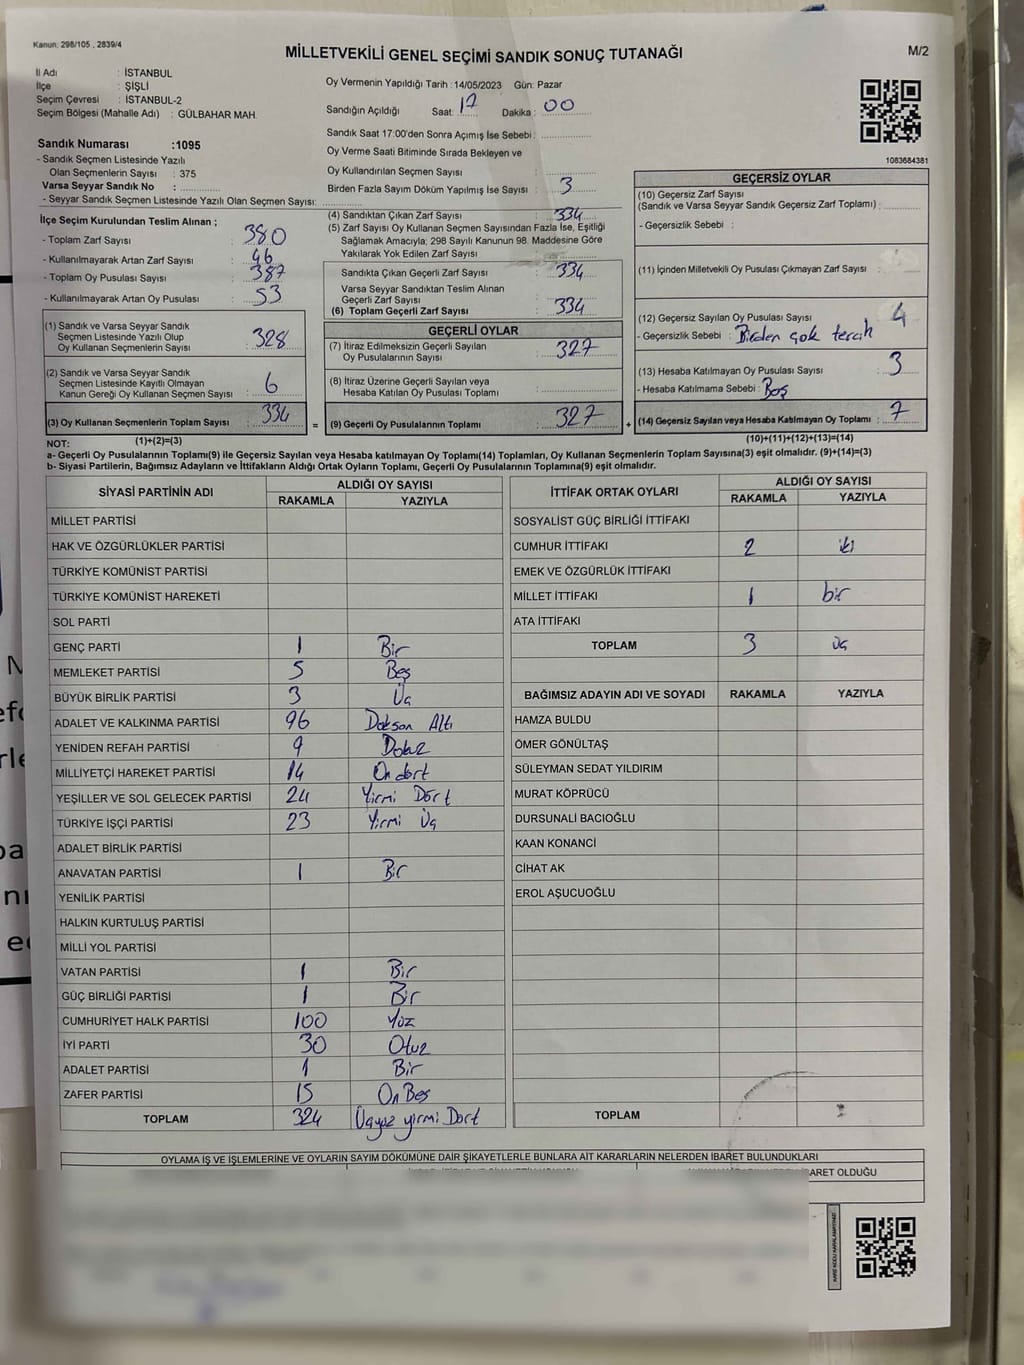 Kanun: 298/105 , 2839/4
MİLLETVEKİLİ GENEL SEÇİMİ SANDIK SONUÇ TUTANAĞI
M/2
İl Adı : İSTANBUL
İlçe : ŞİŞLİ
Seçim Çevresi : İSTANBUL-2
Seçim Bölgesi (Mahalle Adı) : GÜLBAHAR MAH.
Sandık Numarası :1095
- Sandık Seçmen Listesinde Yazılı
Olan Seçmenlerin Sayısı : 375
Varsa Seyyar Sandık No :
- Seyyar Sandık Seçmen Listesinde Yazılı Olan Seçmen Sayısı:
Oy Vermenin Yapıldığı Tarih :14/05/2023 Gün: Pazar
Sandığın Açıldığı Saat: 17 Dakika : 00
Sandık Saat 17:00'den Sonra Açımış İse Sebebi :
Oy Verme Saati Bitiminde Sırada Bekleyen ve
Oy Kullandırılan Seçmen Sayısı :
Birden Fazla Sayım Döküm Yapılmış İse Sayısı : 3
1083684381
İlçe Seçim Kurulundan Teslim Alınan ;
- Toplam Zarf Sayısı : 380
- Kullanılmayarak Artan Zarf Sayısı : 46
- Toplam Oy Pusulası Sayısı : 387
- Kullanılmayarak Artan Oy Pusulası : 53
(1) Sandık ve Varsa Seyyar Sandık
Seçmen Listesinde Yazılı Olup
Oy Kullanan Seçmenlerin Sayısı : 328
(2) Sandık ve Varsa Seyyar Sandık
Seçmen Listesinde Kayıtlı Olmayan
Kanun Gereği Oy Kullanan Seçmen Sayısı : 6
(3) Oy Kullanan Seçmenlerin Toplam Sayısı : 334
(4) Sandıktan Çıkan Zarf Sayısı : 334
(5) Zarf Sayısı Oy Kullanan Seçmen Sayısından Fazla İse, Eşitliği
Sağlamak Amacıyla; 298 Sayılı Kanunun 98. Maddesine Göre
Yakılarak Yok Edilen Zarf Sayısı :
Sandıkta Çıkan Geçerli Zarf Sayısı : 334
Varsa Seyyar Sandıktan Teslim Alınan
Geçerli Zarf Sayısı :
(6) Toplam Geçerli Zarf Sayısı : 334
GEÇERLİ OYLAR
(7) İtiraz Edilmeksizin Geçerli Sayılan
Oy Pusulalarının Sayısı : 327
(8) İtiraz Üzerine Geçerli Sayılan veya
Hesaba Katılan Oy Pusulası Toplamı :
= (9) Geçerli Oy Pusulalarının Toplamı : 327 +
GEÇERSİZ OYLAR
(10) Geçersiz Zarf Sayısı
(Sandık ve Varsa Seyyar Sandık Geçersiz Zarf Toplamı) :
- Geçersizlik Sebebi :
(11) İçinden Milletvekili Oy Pusulası Çıkmayan Zarf Sayısı :
(12) Geçersiz Sayılan Oy Pusulası Sayısı : 4
- Geçersizlik Sebebi : Birden çok tercih
(13) Hesaba Katılmayan Oy Pusulası Sayısı : 3
- Hesaba Katılmama Sebebi : Boş
(14) Geçersiz Sayılan veya Hesaba Katılmayan Oy Toplamı : 7
NOT: (1)+(2)=(3)
(10)+(11)+(12)+(13)=(14)
a- Geçerli Oy Pusulalarının Toplamı(9) ile Geçersiz Sayılan veya Hesaba katılmayan Oy Toplamı(14) Toplamları, Oy Kullanan Seçmenlerin Toplam Sayısına(3) eşit olmalıdır. (9)+(14)=(3)
b- Siyasi Partilerin, Bağımsız Adayların ve İttifakların Aldığı Ortak Oyların Toplamı, Geçerli Oy Pusulalarının Toplamına(9) eşit olmalıdır.
SİYASİ PARTİNİN ADI ALDIĞI OY SAYISI
RAKAMLA YAZIYLA
MİLLET PARTİSİ
HAK VE ÖZGÜRLÜKLER PARTİSİ
TÜRKİYE KOMÜNİST PARTİSİ
TÜRKİYE KOMÜNİST HAREKETİ
SOL PARTİ
GENÇ PARTİ 1 Bir
MEMLEKET PARTİSİ 5 Beş
BÜYÜK BİRLİK PARTİSİ 3 Üç
ADALET VE KALKINMA PARTİSİ 96 Doksan Altı
YENİDEN REFAH PARTİSİ 9 Dokuz
MİLLİYETÇİ HAREKET PARTİSİ 14 On dört
YEŞİLLER VE SOL GELECEK PARTİSİ 24 Yirmi Dört
TÜRKİYE İŞÇİ PARTİSİ 23 Yirmi Üç
ADALET BİRLİK PARTİSİ
ANAVATAN PARTİSİ 1 Bir
YENİLİK PARTİSİ
HALKIN KURTULUŞ PARTİSİ
MİLLİ YOL PARTİSİ
VATAN PARTİSİ 1 Bir
GÜÇ BİRLİĞİ PARTİSİ 1 Bir
CUMHURİYET HALK PARTİSİ 100 Yüz
İYİ PARTİ 30 Otuz
ADALET PARTİSİ 1 Bir
ZAFER PARTİSİ 15 On Beş
TOPLAM 324 Üçyüz yirmi Dört
İTTİFAK ORTAK OYLARI ALDIĞI OY SAYISI
RAKAMLA YAZIYLA
SOSYALİST GÜÇ BİRLİĞİ İTTİFAKI
CUMHUR İTTİFAKI 2 iki
EMEK VE ÖZGÜRLÜK İTTİFAKI
MİLLET İTTİFAKI 1 bir
ATA İTTİFAKI
TOPLAM 3 üç
BAĞIMSIZ ADAYIN ADI VE SOYADI RAKAMLA YAZIYLA
HAMZA BULDU
ÖMER GÖNÜLTAŞ
SÜLEYMAN SEDAT YILDIRIM
MURAT KÖPRÜCÜ
DURSUNALİ BACIOĞLU
KAAN KONANCİ
CİHAT AK
EROL AŞUCUOĞLU
TOPLAM
OYLAMA İŞ VE İŞLEMLERİNE VE OYLARIN SAYIM DÖKÜMÜNE DAİR ŞİKAYETLERLE BUNLARA AİT KARARLARIN NELERDEN İBARET BULUNDUKLARI
İBARET OLDUĞU